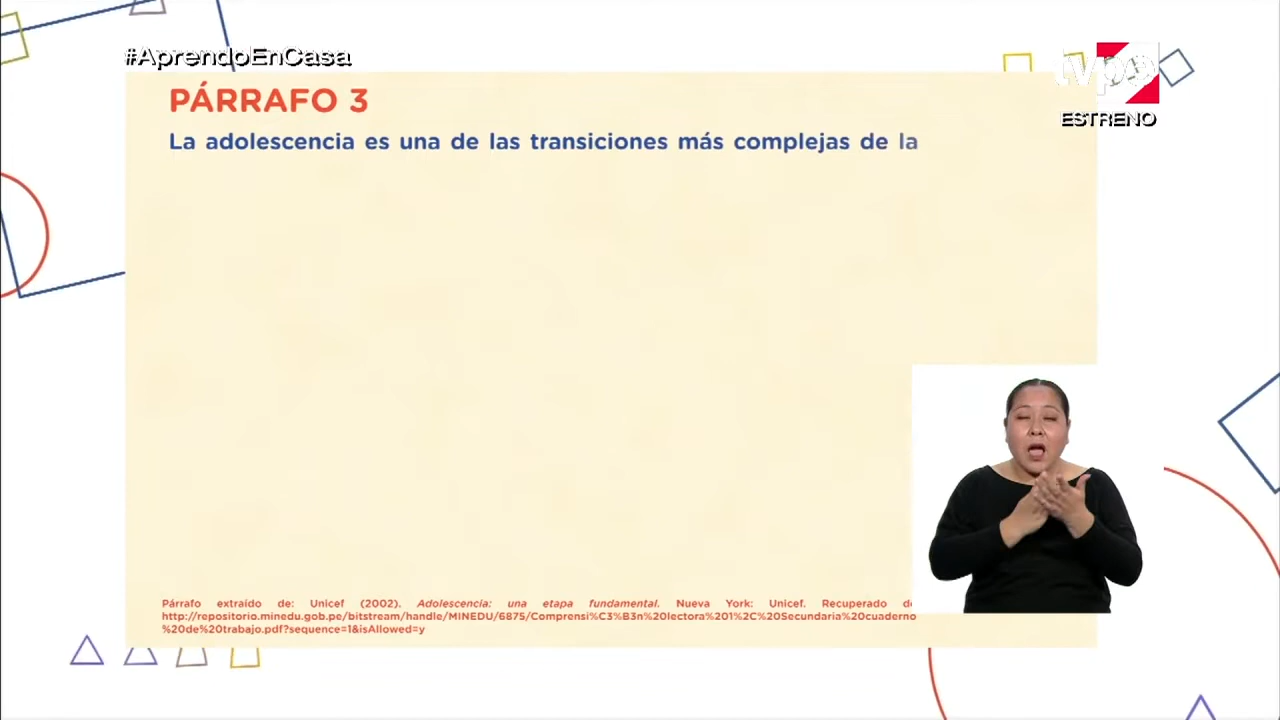 #AprendoEnCasa
tvpe
ESTRENO
PÁRRAFO 3
La adolescencia es una de las transiciones más complejas de la
Párrafo extraído de: Unicef (2002). Adolescencia: una etapa fundamental. Nueva York: Unicef. Recuperado de
http://repositorio.minedu.gob.pe/bitstream/handle/MINEDU/6875/Comprensi%C3%B3n%20lectora%201%2C%20Secundaria%20cuaderno
%20de%20trabajo.pdf?sequence=1&isAllowed=y